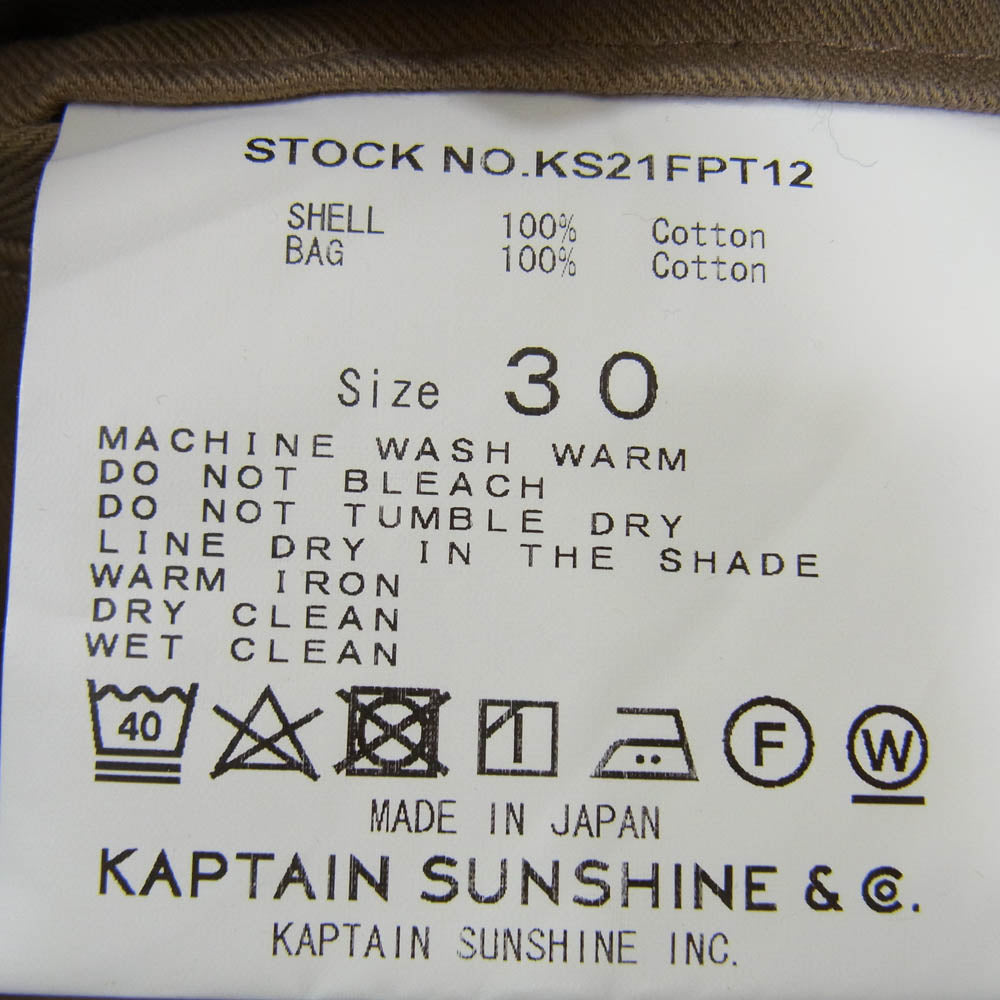 STOCK NO.KS21FPT12
SHELL 100% Cotton
BAG 100% Cotton
Size 30
MACHINE WASH WARM
DO NOT BLEACH
DO NOT TUMBLE DRY
LINE DRY IN THE SHADE
WARM IRON
DRY CLEAN
WET CLEAN
40 F W
MADE IN JAPAN
KAPTAIN SUNSHINE & Co.
KAPTAIN SUNSHINE INC.